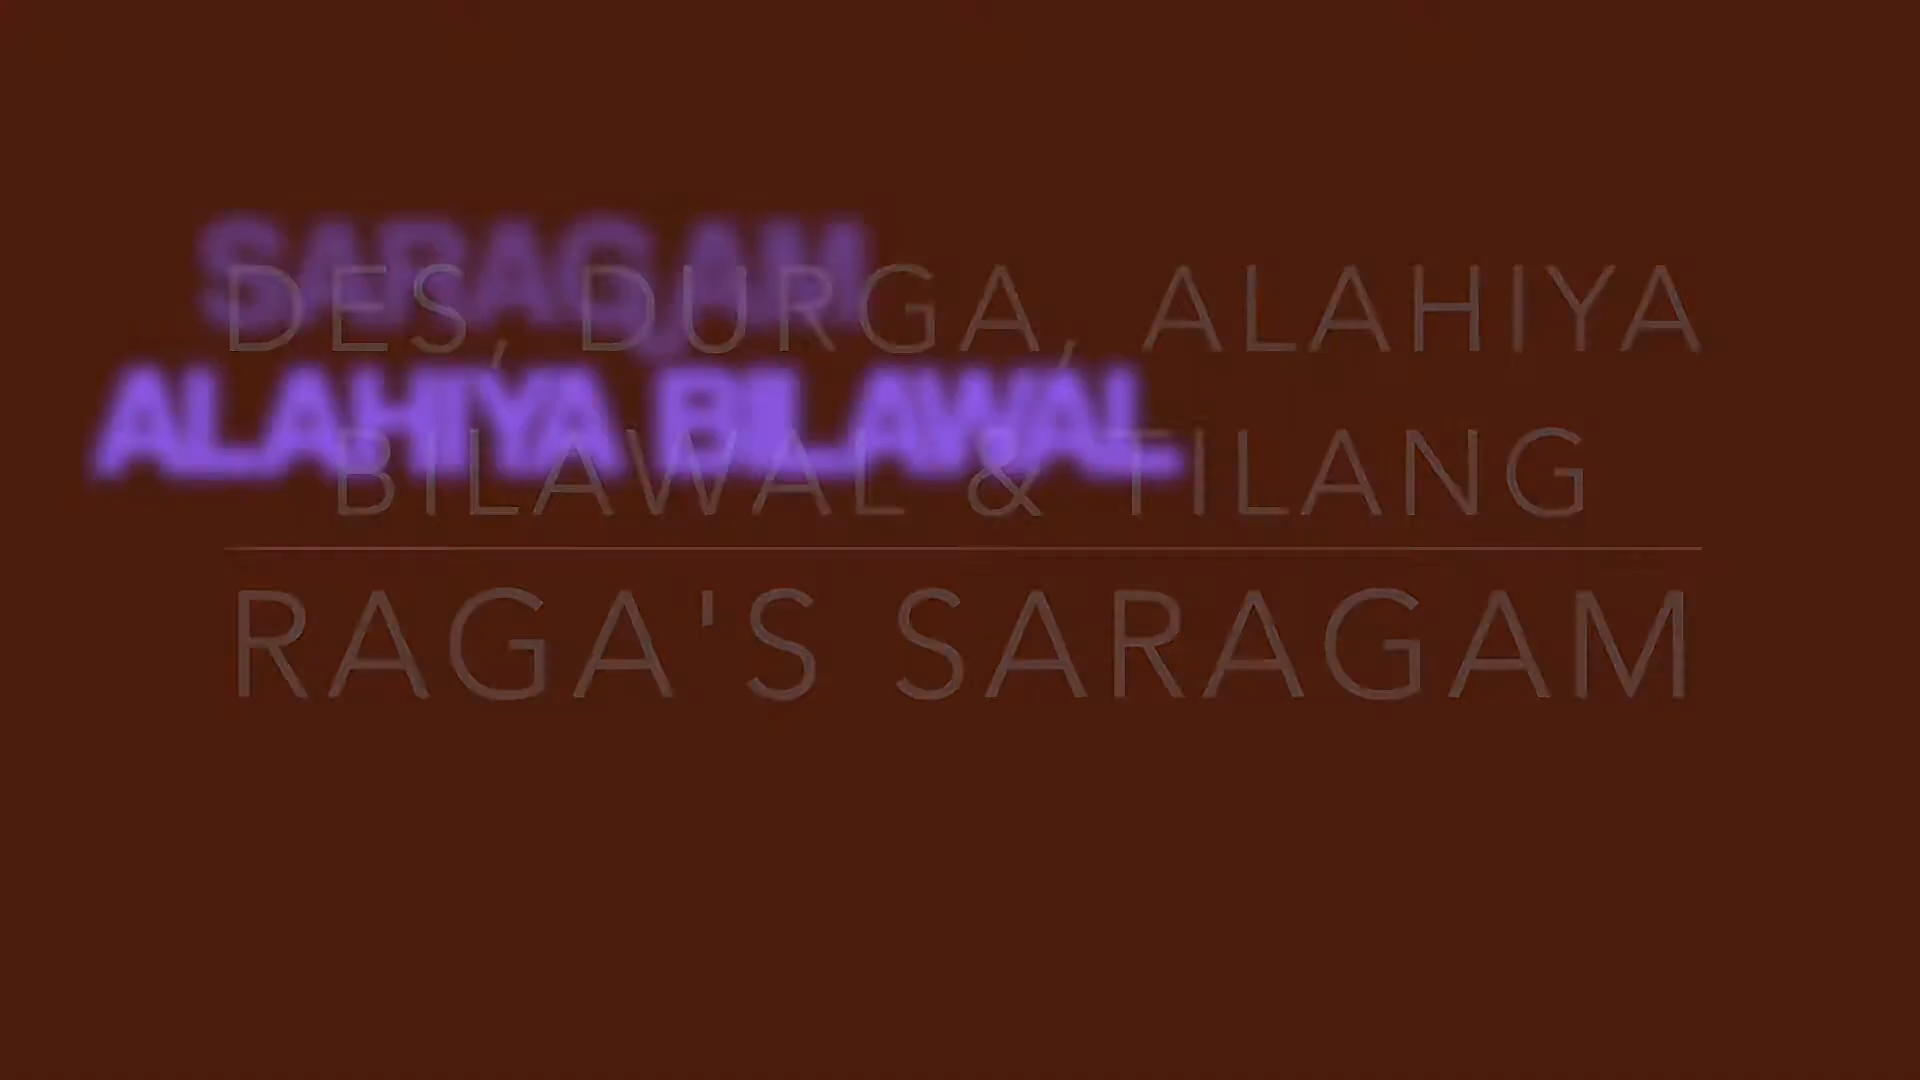 SARAGAM
ALAHIYA BILAWAL
DES, DURGA, ALAHIYA
BILAWAL & TILANG
RAGA'S SARAGAM